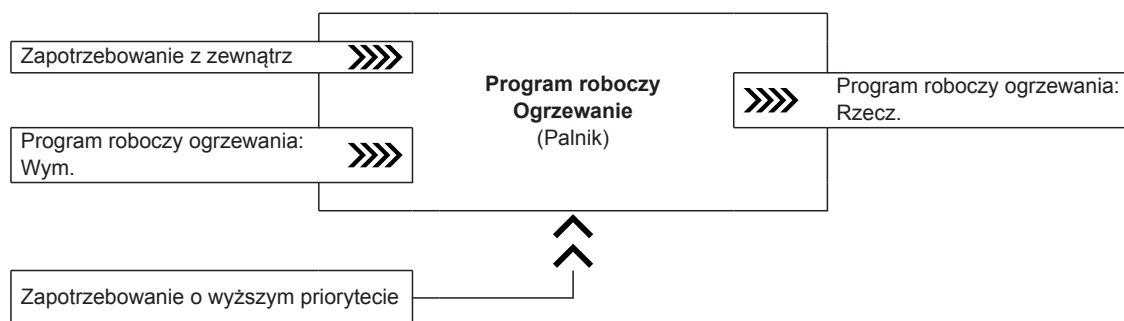 Zapotrzebowanie z zewnątrz
Program roboczy ogrzewania:
Wym.
Program roboczy
Ogrzewanie
(Palnik)
Program roboczy ogrzewania:
Rzecz.
Zapotrzebowanie o wyższym priorytecie